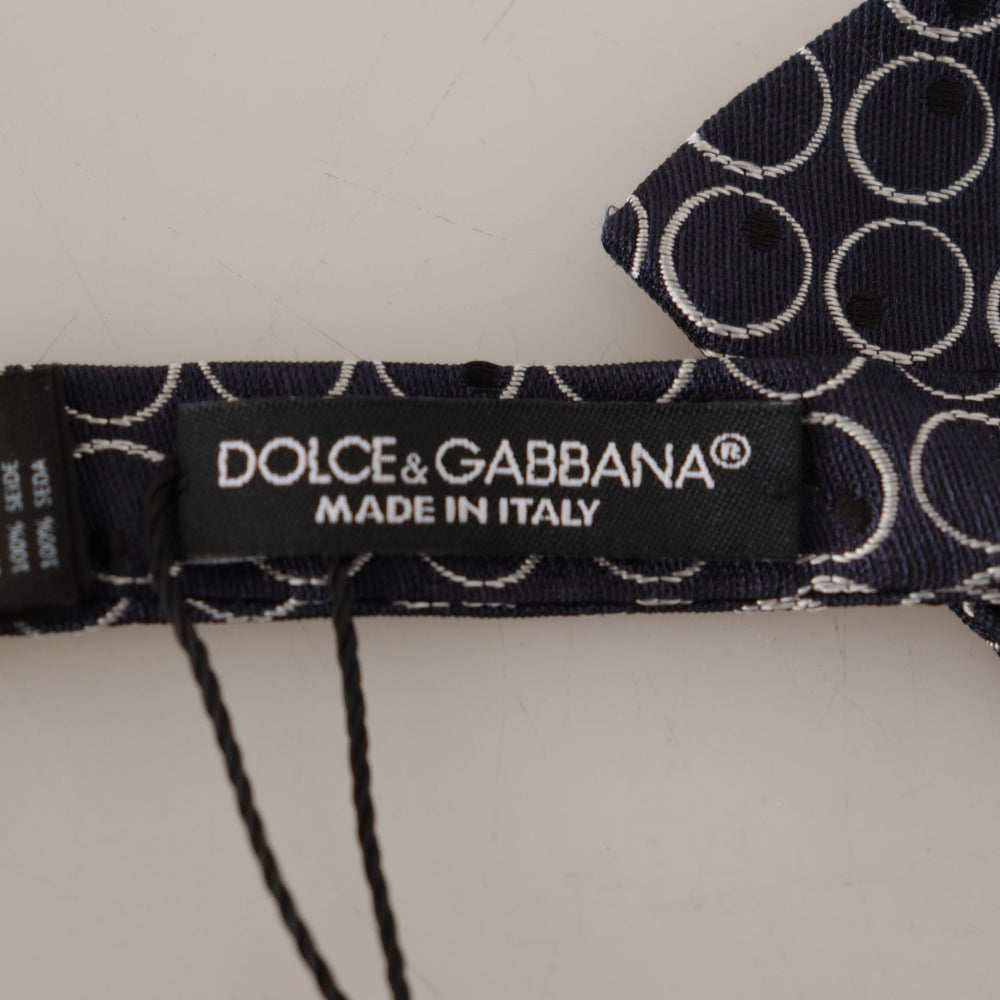 DOLCE & GABBANA®
MADE IN ITALY
100% SEIDE
100% SEDA